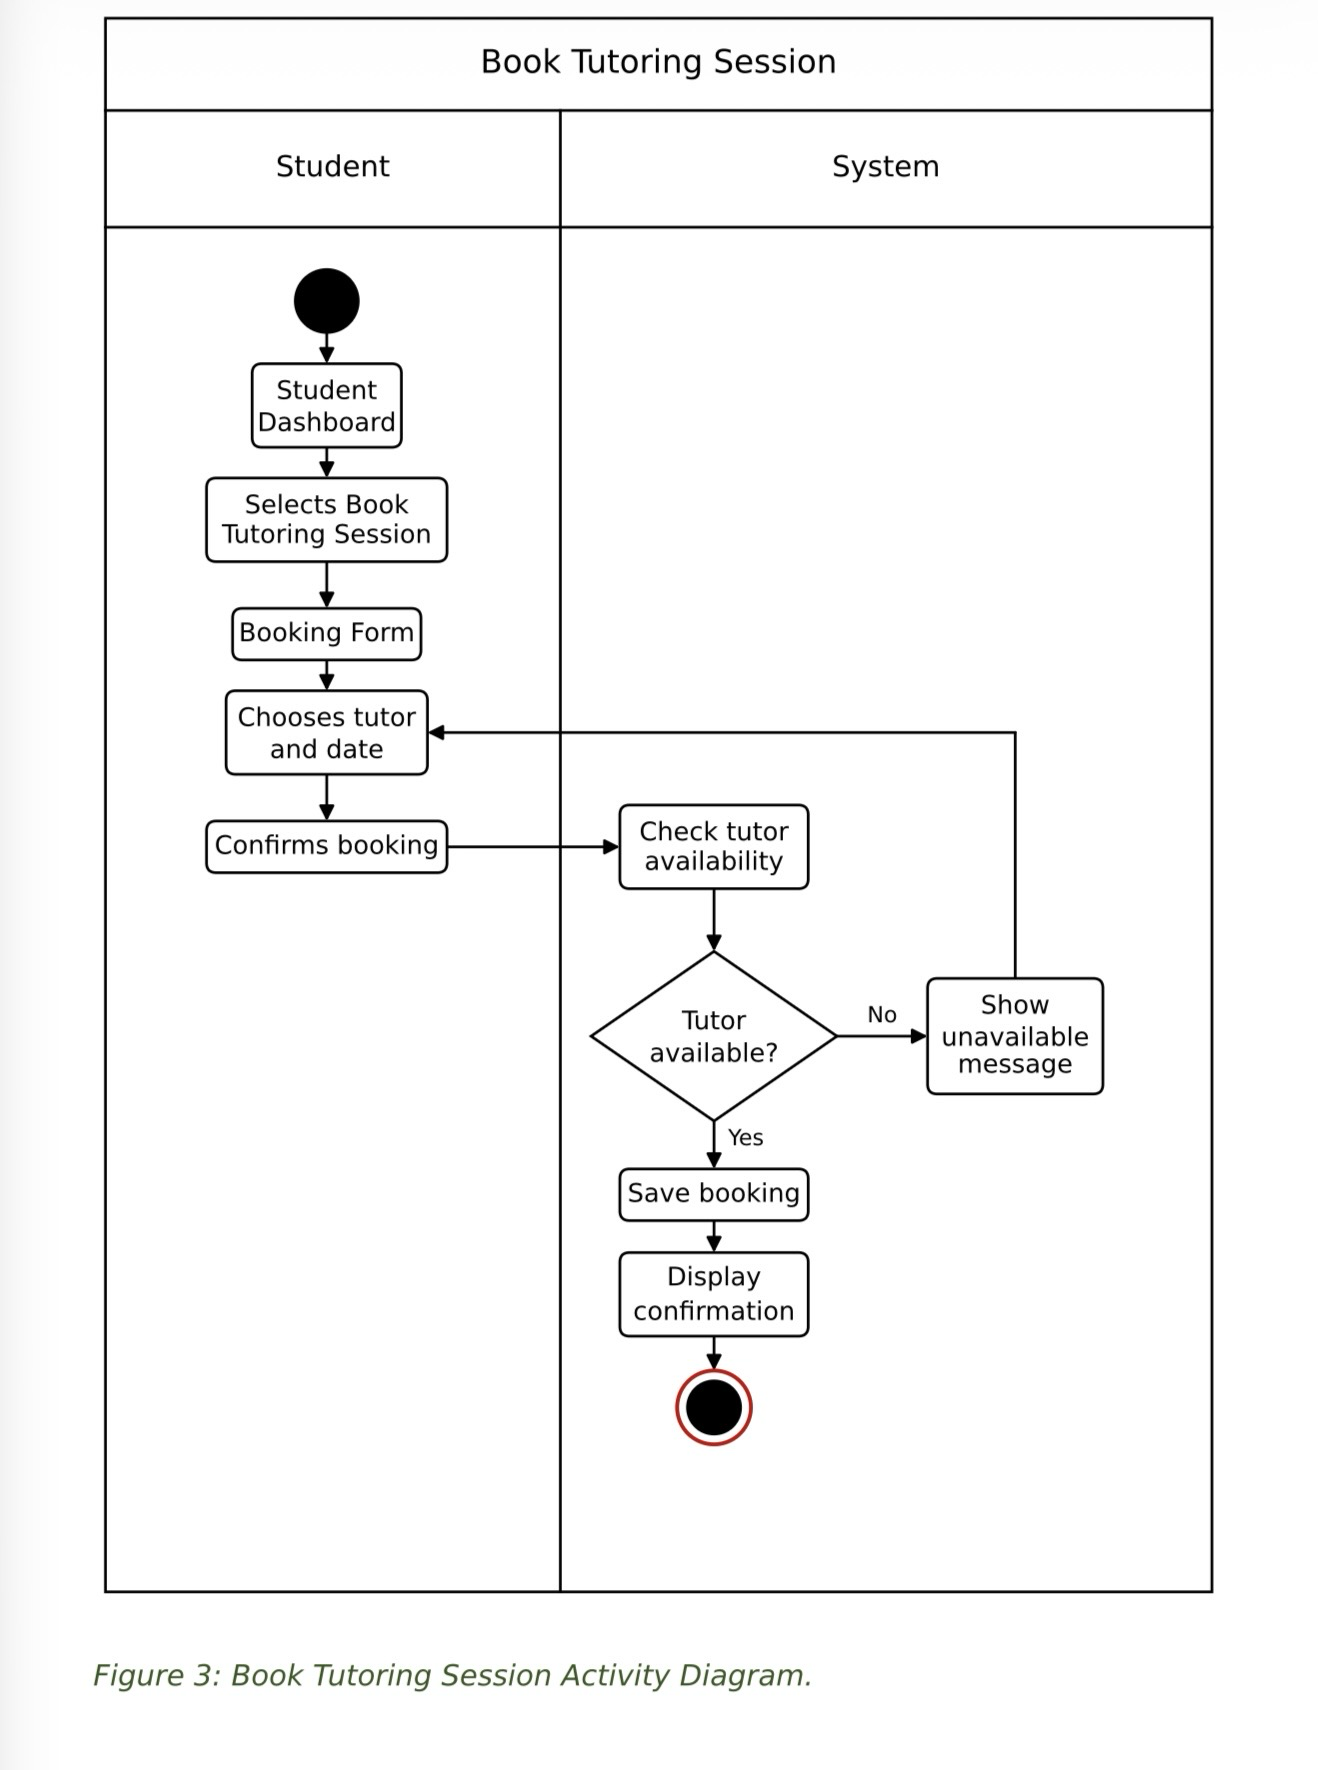 Book Tutoring Session
Student
System
Student
Dashboard
Selects Book
Tutoring Session
Booking Form
Chooses tutor
and date
Confirms booking
Check tutor
availability
Tutor
available?
No
Show
unavailable
message
Yes
Save booking
Display
confirmation
Figure 3: Book Tutoring Session Activity Diagram.